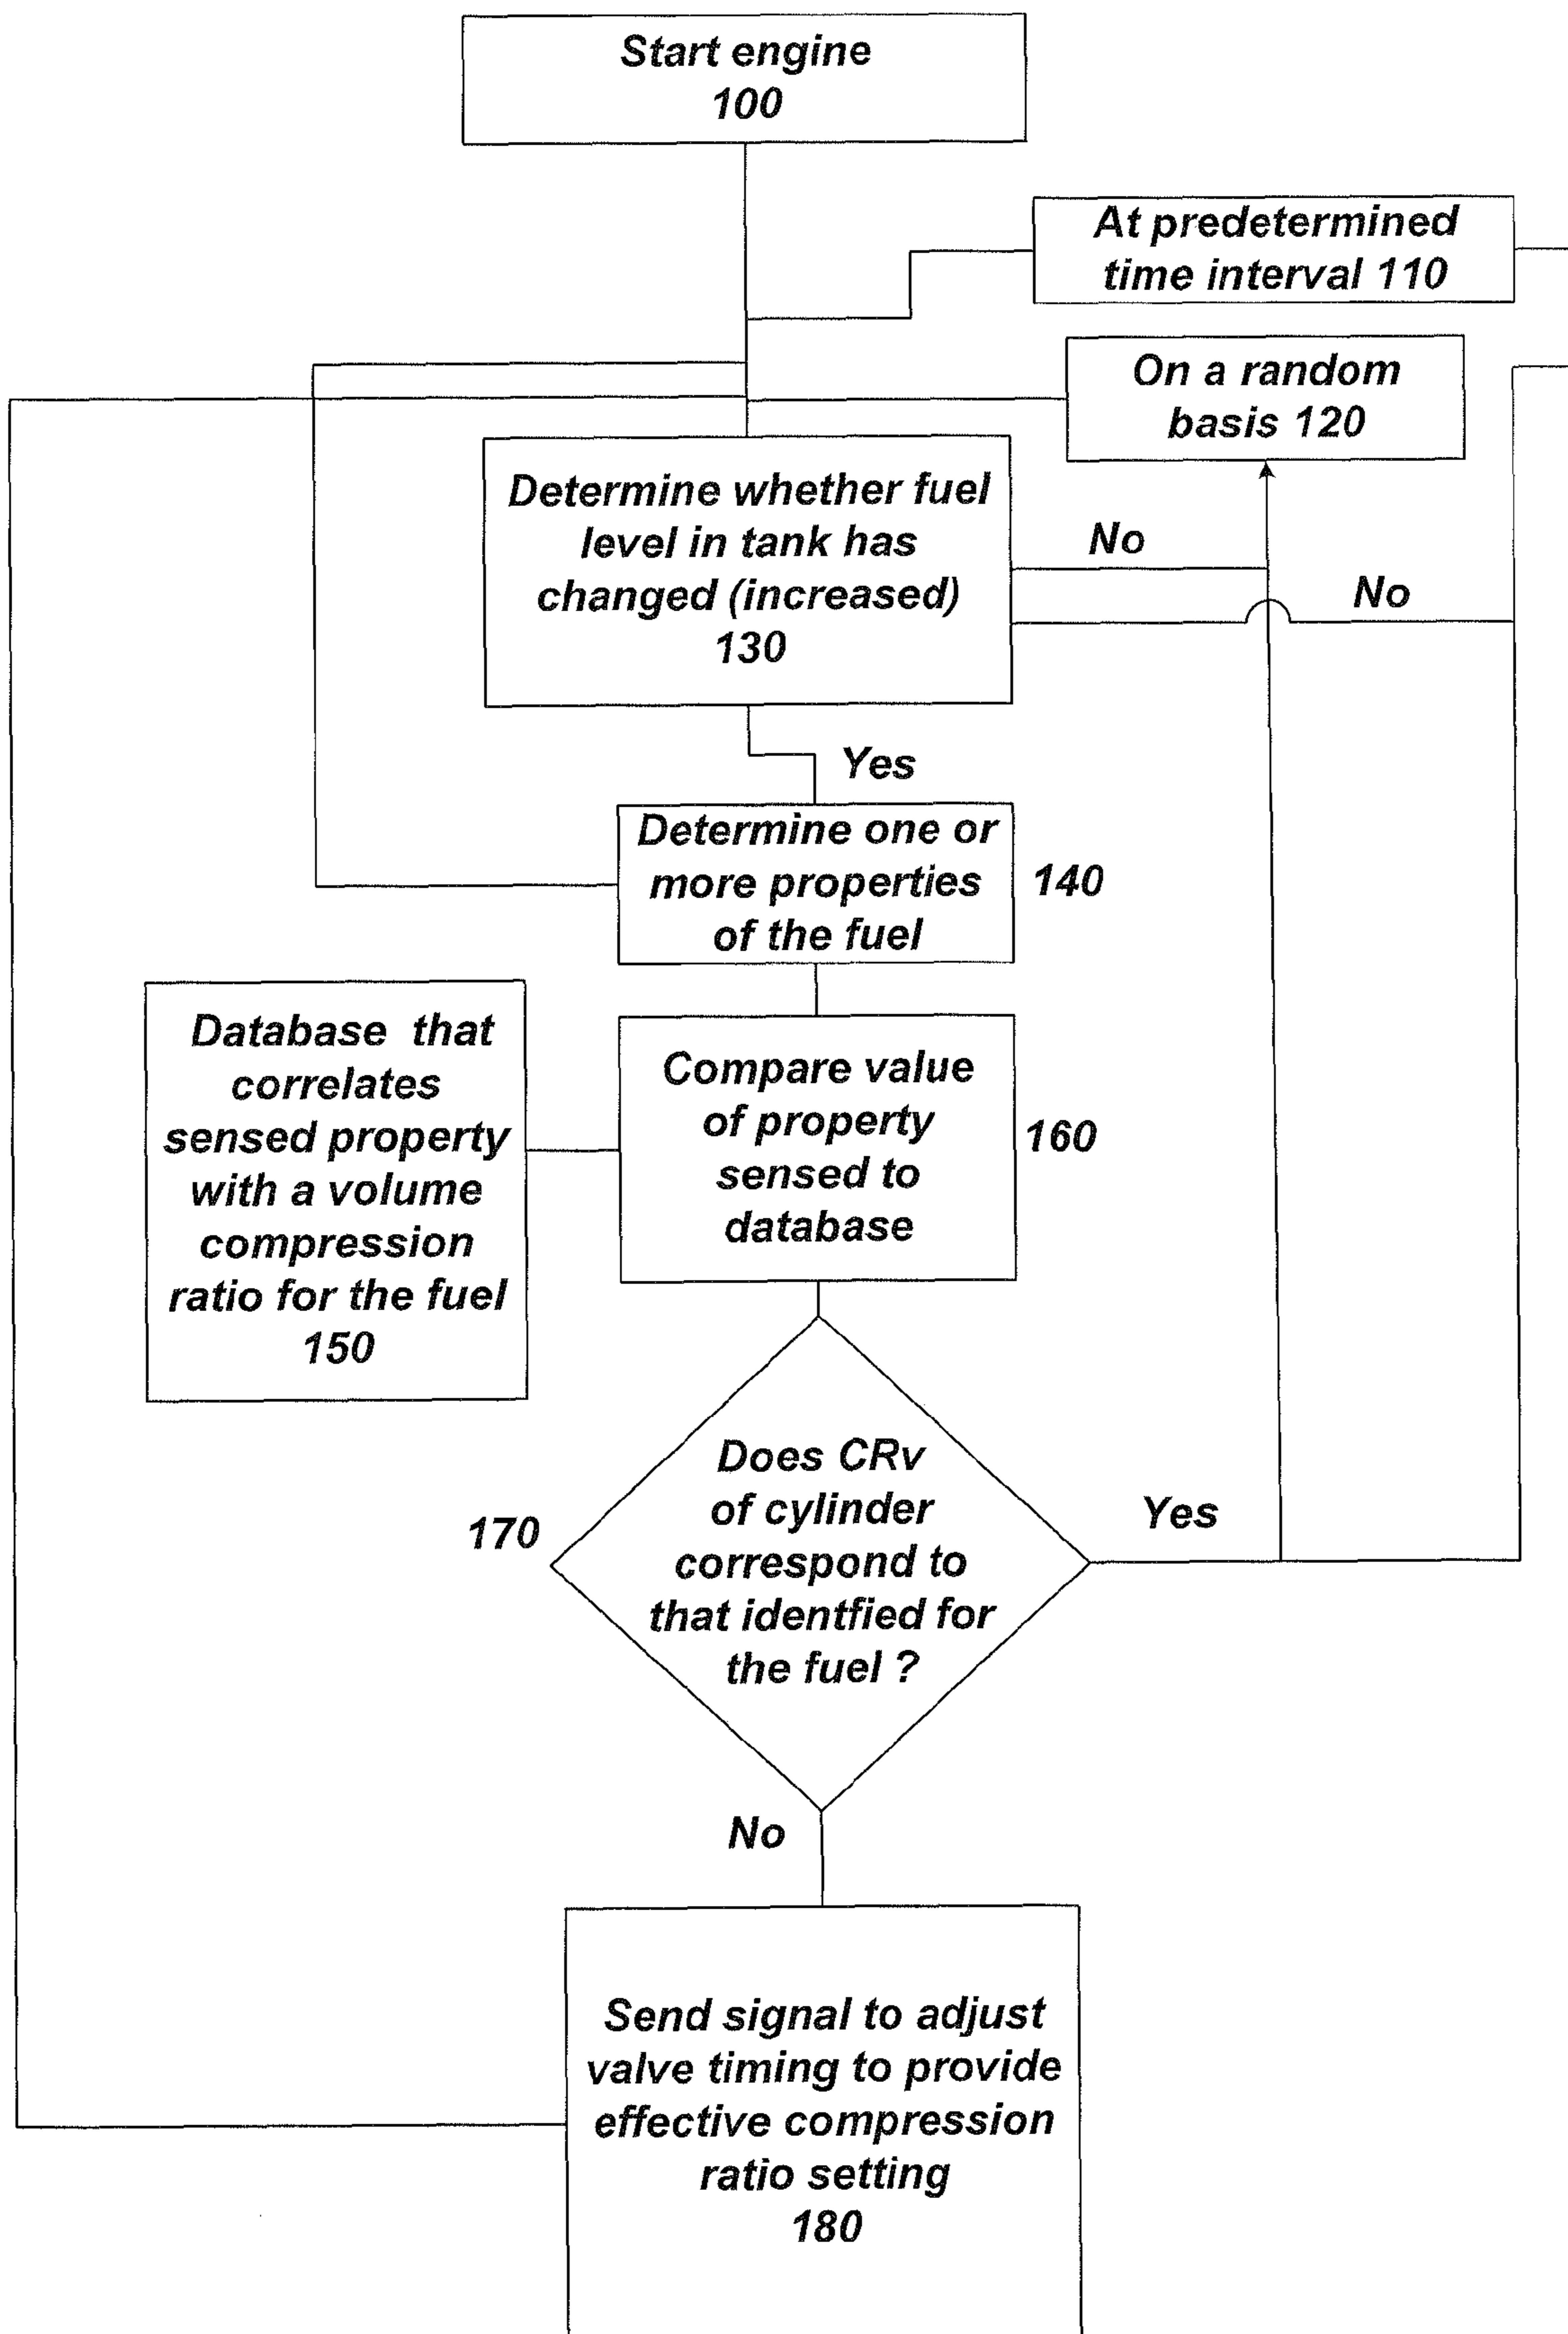 Start engine
100
At predetermined
time interval 110
On a random
basis 120
Determine whether fuel
level in tank has
changed (increased)
130
No
No
Yes
Determine one or
more properties
of the fuel
140
Database that
correlates
sensed property
with a volume
compression
ratio for the fuel
150
Compare value
of property
sensed to
database
160
Does CRv
of cylinder
correspond to
that identfied for
the fuel ?
170
Yes
No
Send signal to adjust
valve timing to provide
effective compression
ratio setting
180